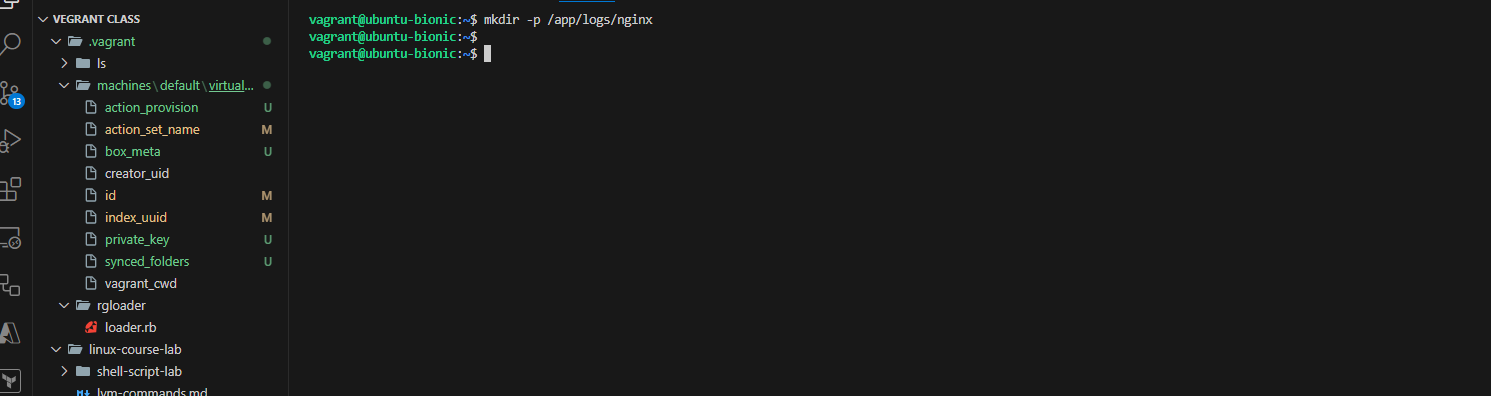 VEGRANT CLASS
.vagrant
ls
machines\default\virtual...
action_provision U
action_set_name M
box_meta U
creator_uid
id M
index_uuid M
private_key U
synced_folders U
vagrant_cwd
rgloader
loader.rb
linux-course-lab
shell-script-lab
lvm-commands.md
13
vagrant@ubuntu-bionic:~$ mkdir -p /app/logs/nginx
vagrant@ubuntu-bionic:~$
vagrant@ubuntu-bionic:~$